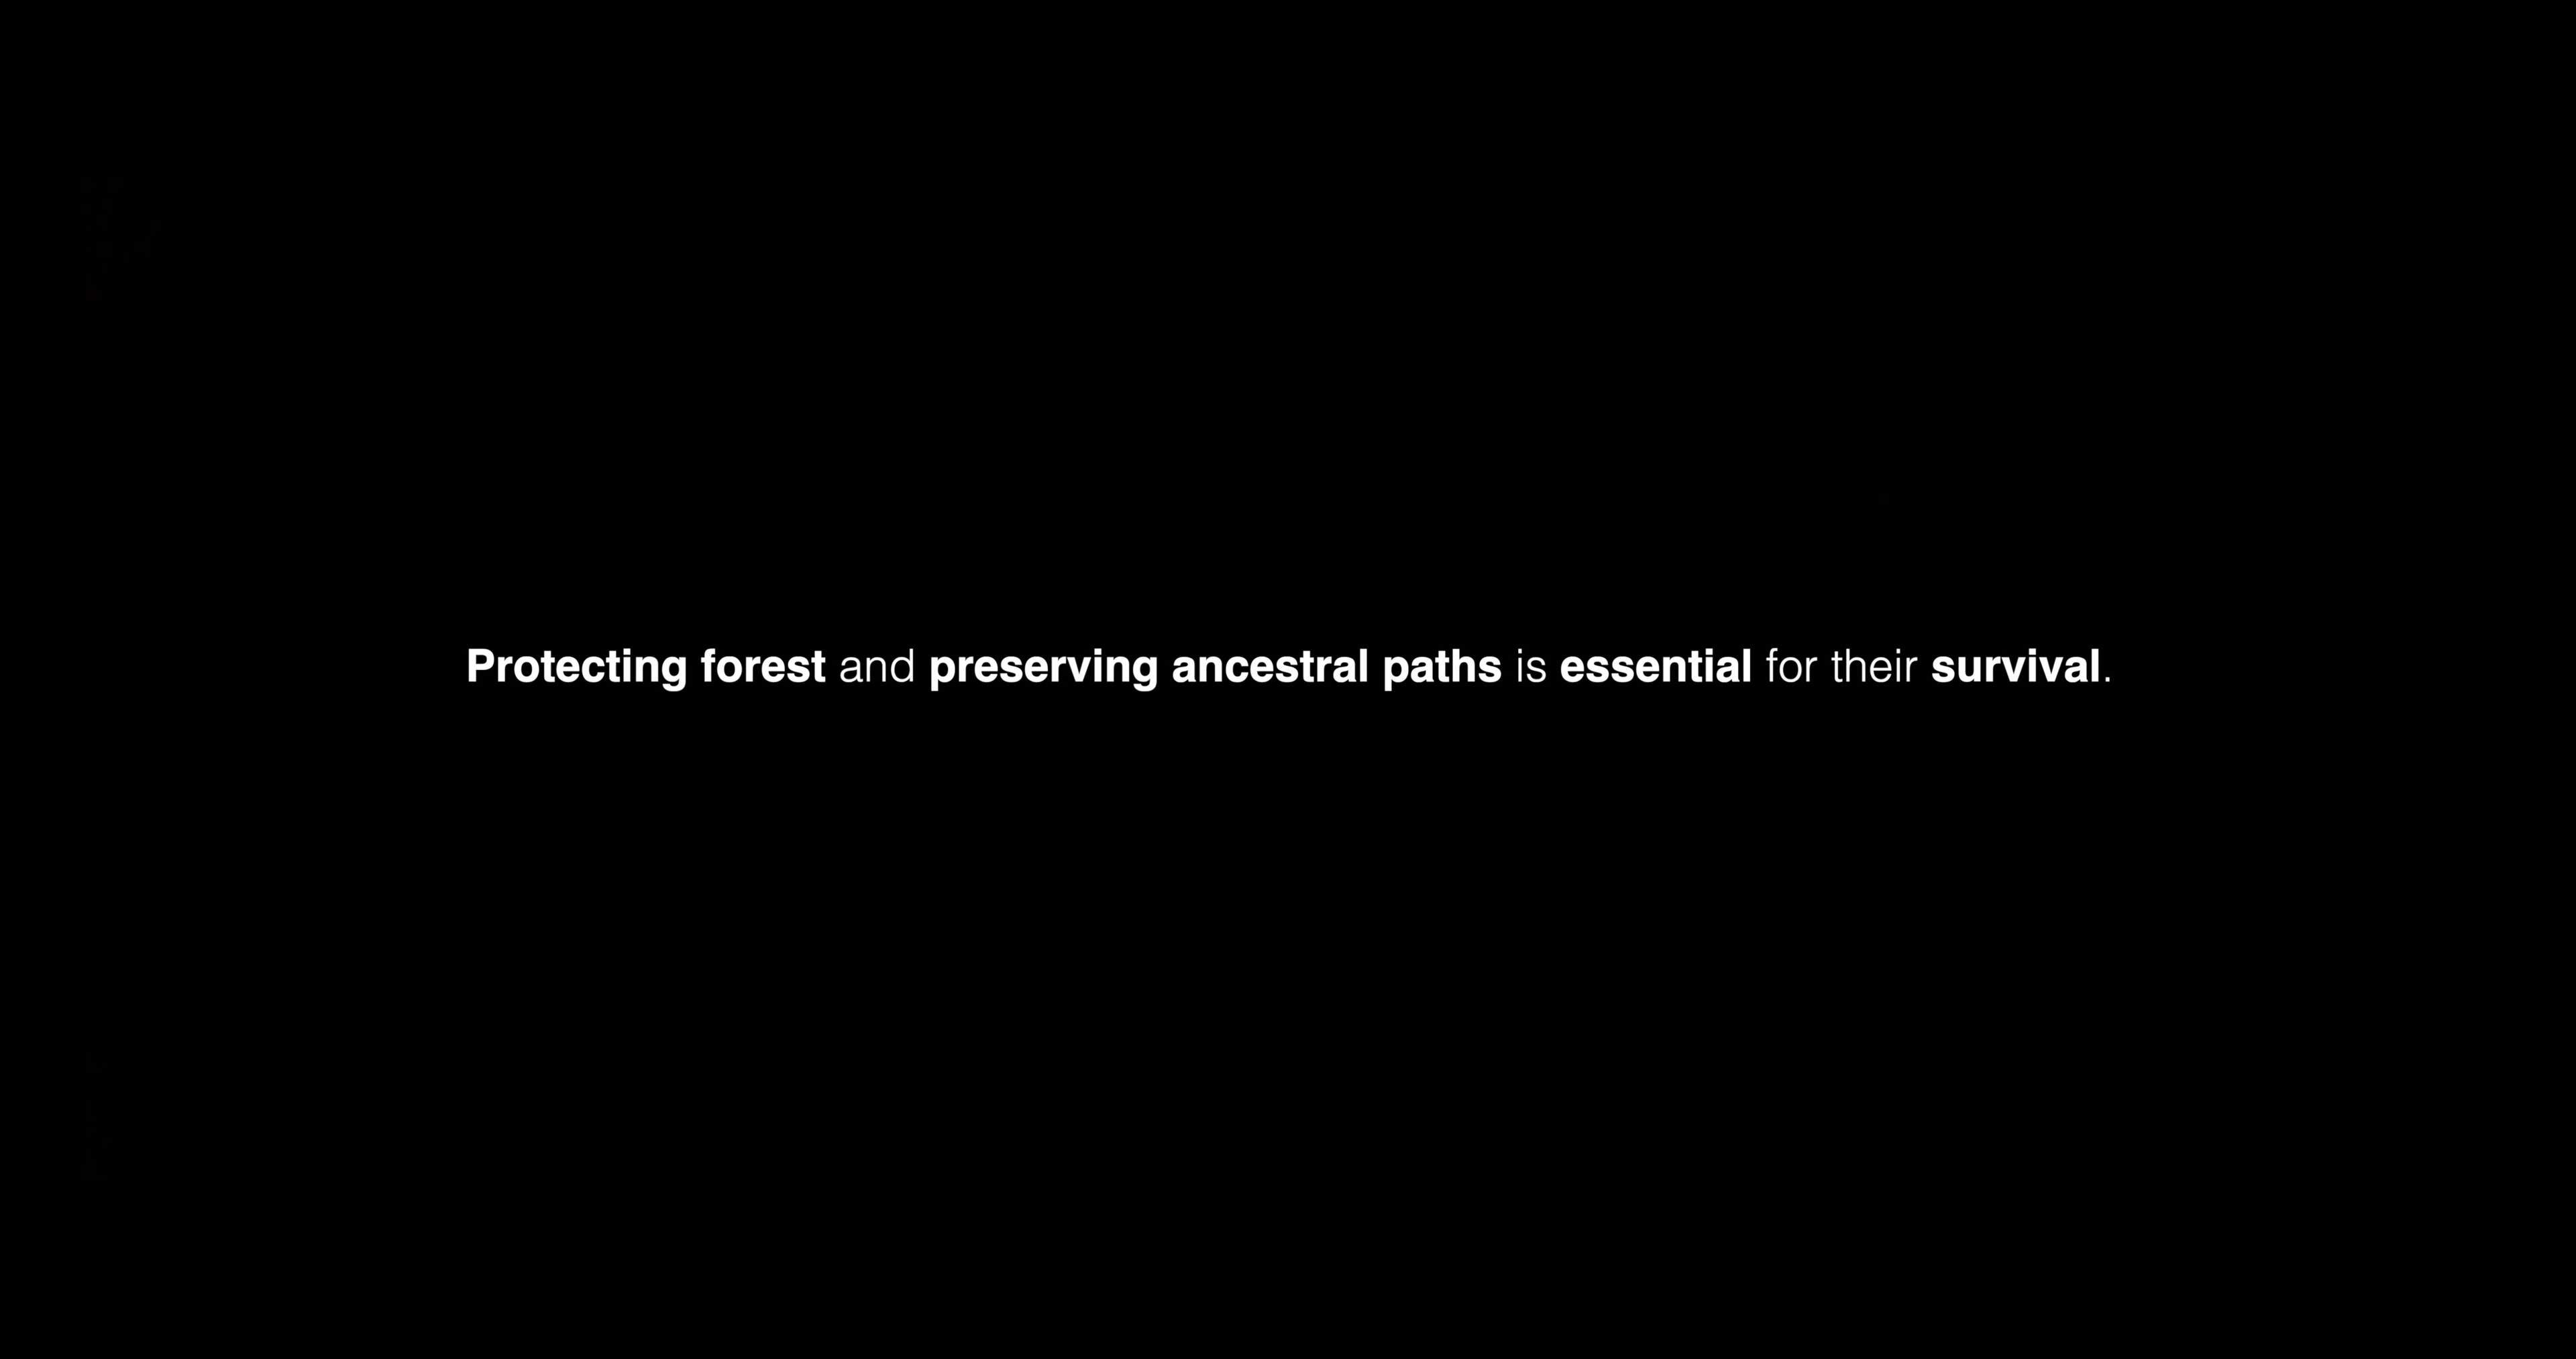 Protecting forest and preserving ancestral paths is essential for their survival.